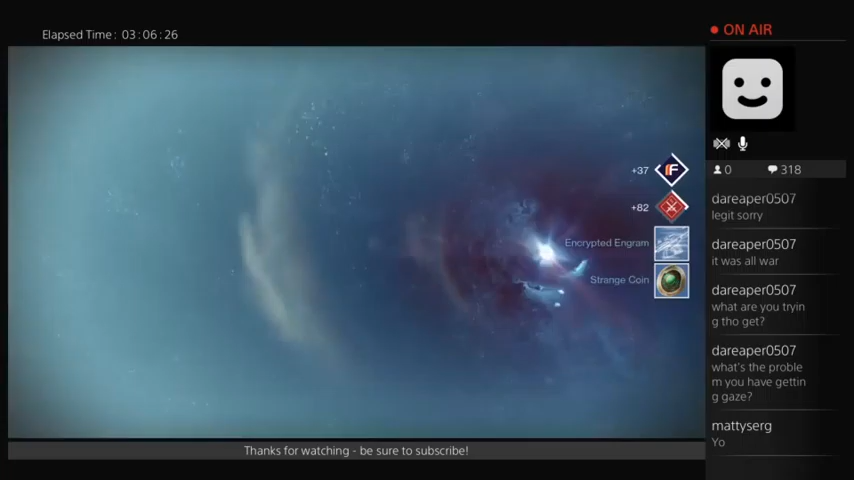 Elapsed Time: 03:06:26
ON AIR
0
318
+37
+82
Encrypted Engram
Strange Coin
dareaper0507
legit sorry
dareaper0507
it was all war
dareaper0507
what are you tryin
g tho get?
dareaper0507
what's the proble
m you have gettin
g gaze?
mattyserg
Yo
Thanks for watching - be sure to subscribe!